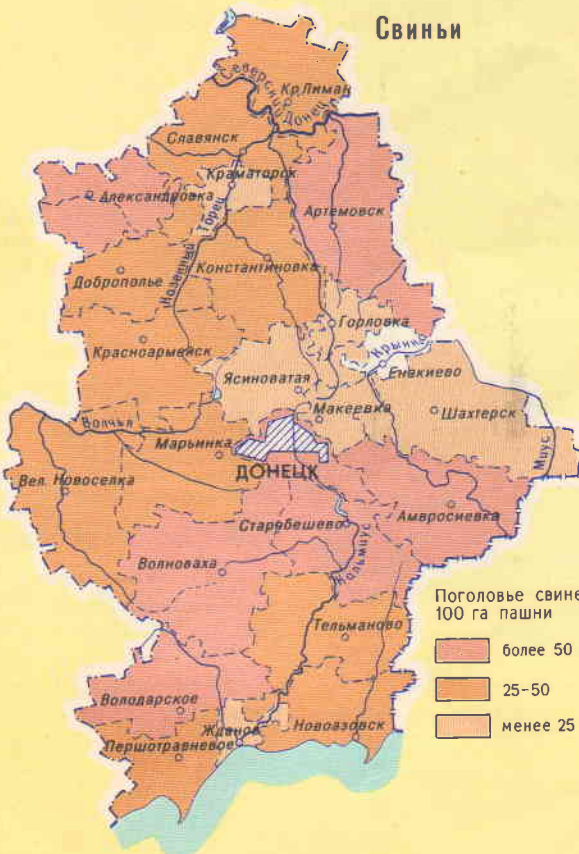 Свиньи
Северский Донец
Кр.Лиман
Славянск
Краматорск
Александровка
Артемовск
Казенный Торец
Константиновка
Доброполье
Горловка
Красноармейск
Крынка
Ясиноватая
Енакиево
Макеевка
Шахтерск
Волчья
Марьинка
Миус
ДОНЕЦК
Вел. Новоселка
Старобешево
Амвросиевка
Волноваха
Кальмиус
Поголовье свине
100 га пашни
Тельманово
более 50
25-50
Володарское
менее 25
Жданов
Новоазовск
Першотравневое